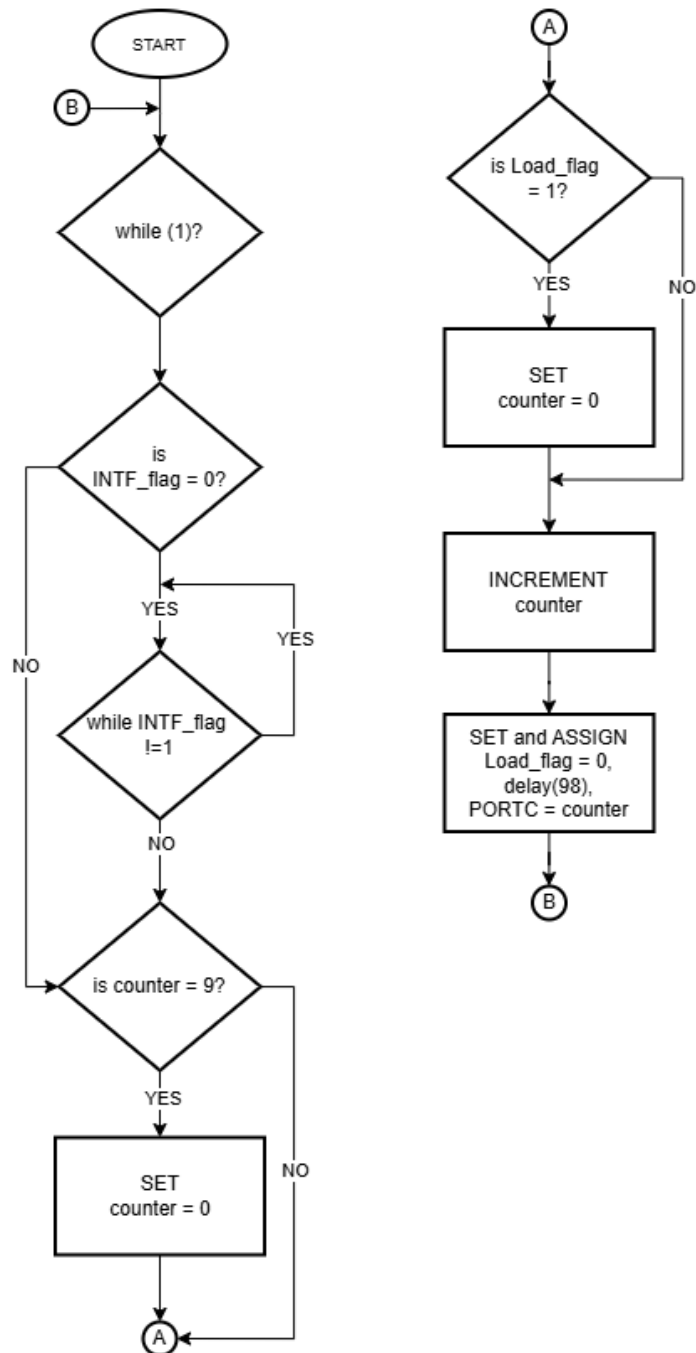 START
B
while (1)?
is
INTF_flag = 0?
YES
YES
NO
while INTF_flag
!=1
NO
is counter = 9?
YES
NO
SET
counter = 0
A
A
is Load_flag
= 1?
YES
NO
SET
counter = 0
INCREMENT
counter
SET and ASSIGN
Load_flag = 0,
delay(98),
PORTC = counter
B